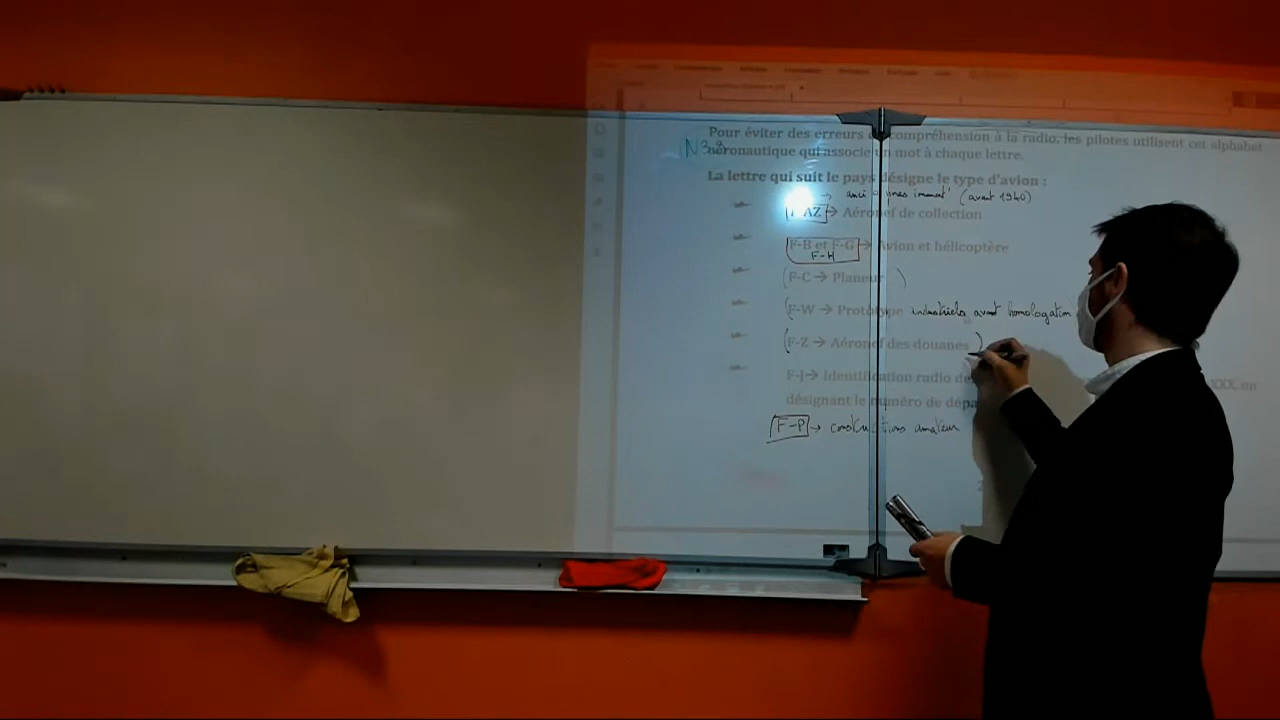 Pour éviter des erreurs compréhension à la radio, les pilotes utilisent cet alphabet
aéronautique qui associe un mot à chaque lettre.
La lettre qui suit le pays désigne le type d'avion :
(avant 1940)
AZ → Aéronef de collection
F-B et F-G → Avion et hélicoptère
F-H
(F-C → Planeur )
(F-W → Prototype industriels avant homologation
(F-Z → Aéronef des douanes )
F-J → Identification radio de XXX, un
désignant le numéro de dépa
F-P → constructions amateur